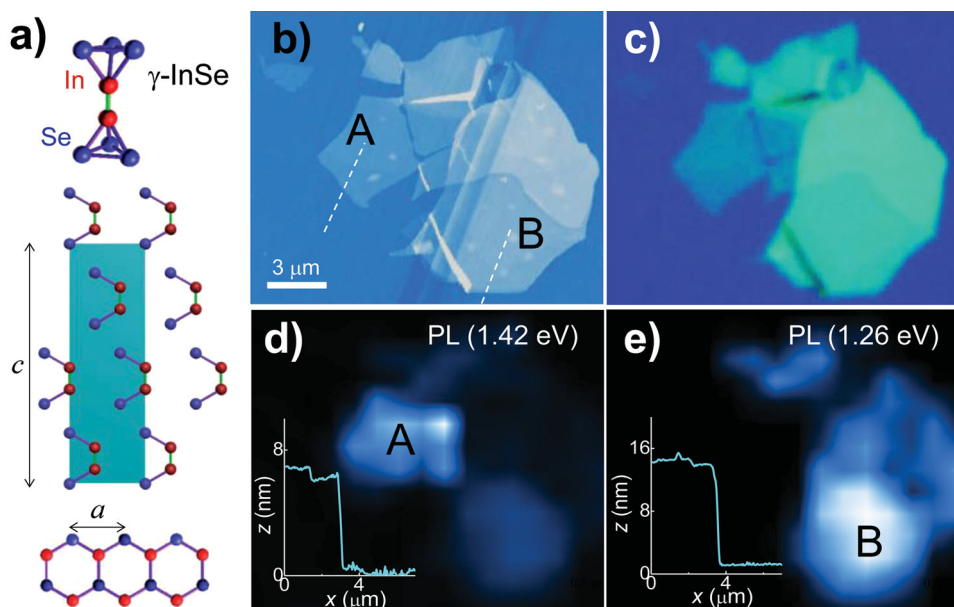 a)
In
γ-InSe
Se
c
a
b)
A
B
3 μm
c)
d)
PL (1.42 eV)
A
8
0
z (nm)
0
4
x (μm)
e)
PL (1.26 eV)
B
16
8
0
z (nm)
0
4
x (μm)